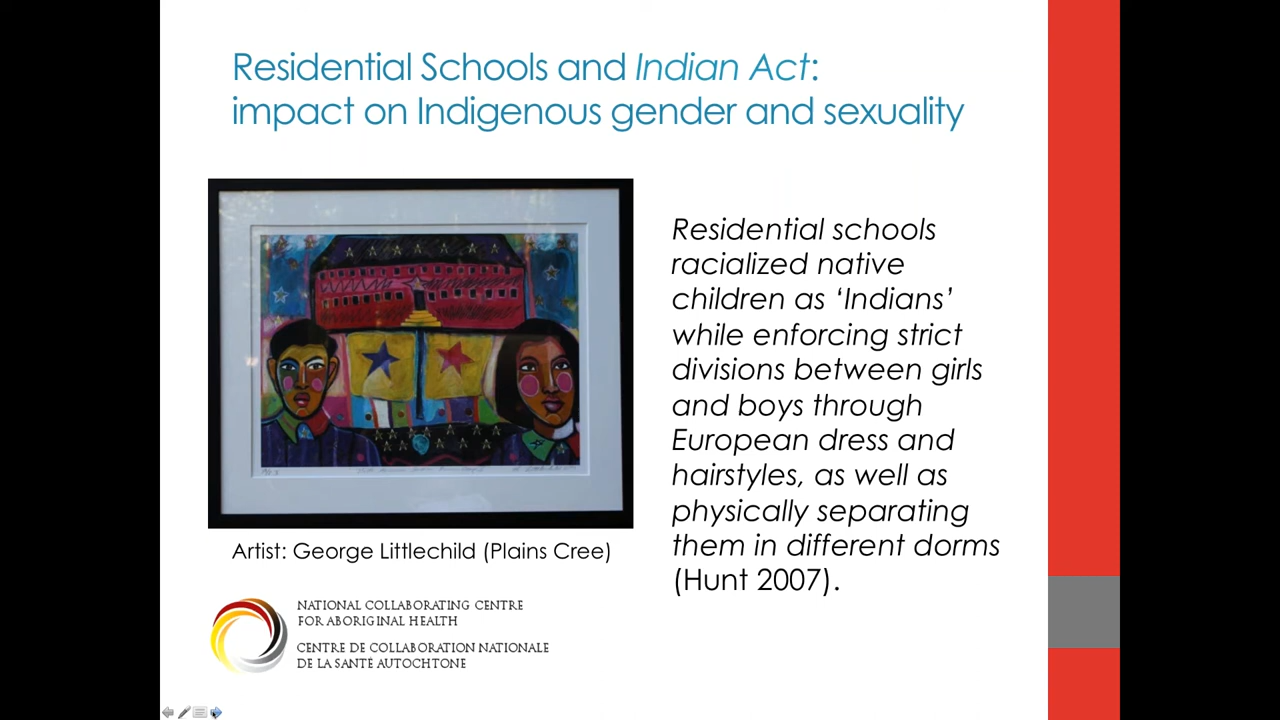 Residential Schools and Indian Act:
impact on Indigenous gender and sexuality
Residential schools
racialized native
children as ‘Indians’
while enforcing strict
divisions between girls
and boys through
European dress and
hairstyles, as well as
physically separating
them in different dorms
(Hunt 2007).
Artist: George Littlechild (Plains Cree)
NATIONAL COLLABORATING CENTRE
FOR ABORIGINAL HEALTH
CENTRE DE COLLABORATION NATIONALE
DE LA SANTÉ AUTOCHTONE